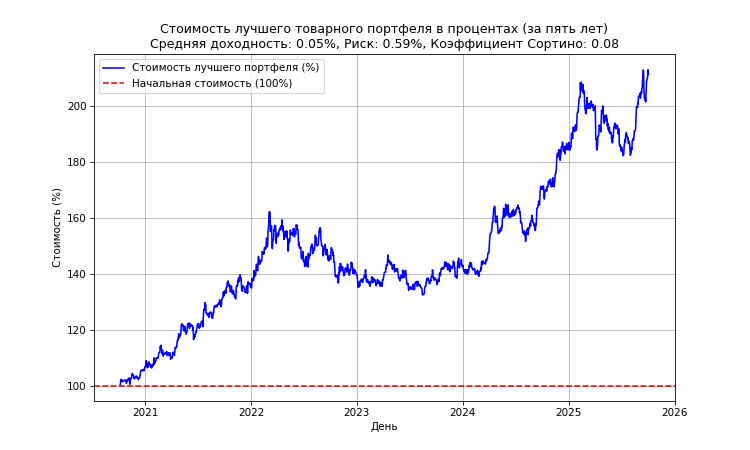 Стоимость лучшего товарного портфеля в процентах (за пять лет)
Средняя доходность: 0.05%, Риск: 0.59%, Коэффициент Сортино: 0.08
Стоимость лучшего портфеля (%)
Начальная стоимость (100%)
Стоимость (%)
200
180
160
140
120
100
2021
2022
2023
2024
2025
2026
День